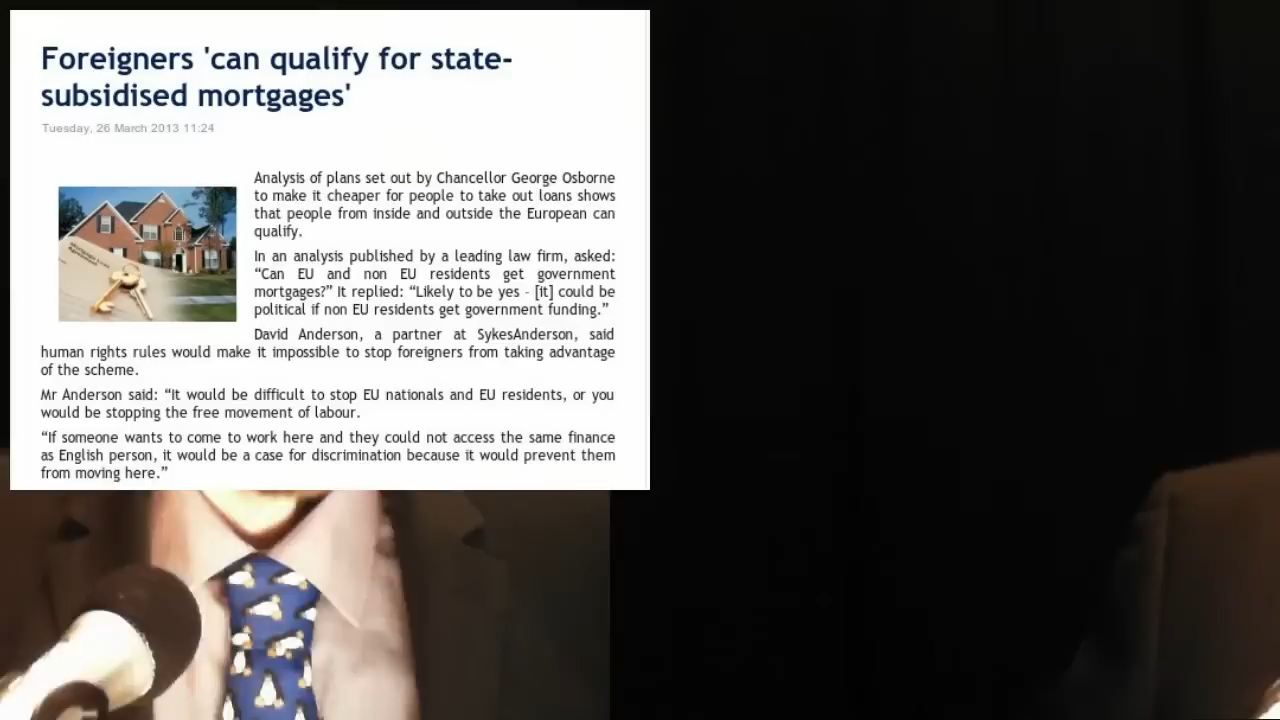 Foreigners 'can qualify for state-
subsidised mortgages'
Tuesday, 26 March 2013 11:24
Analysis of plans set out by Chancellor George Osborne
to make it cheaper for people to take out loans shows
that people from inside and outside the European can
qualify.
In an analysis published by a leading law firm, asked:
“Can EU and non EU residents get government
mortgages?” It replied: “Likely to be yes - [it] could be
political if non EU residents get government funding.”
David Anderson, a partner at SykesAnderson, said
human rights rules would make it impossible to stop foreigners from taking advantage
of the scheme.
Mr Anderson said: “It would be difficult to stop EU nationals and EU residents, or you
would be stopping the free movement of labour.
“If someone wants to come to work here and they could not access the same finance
as English person, it would be a case for discrimination because it would prevent them
from moving here.”